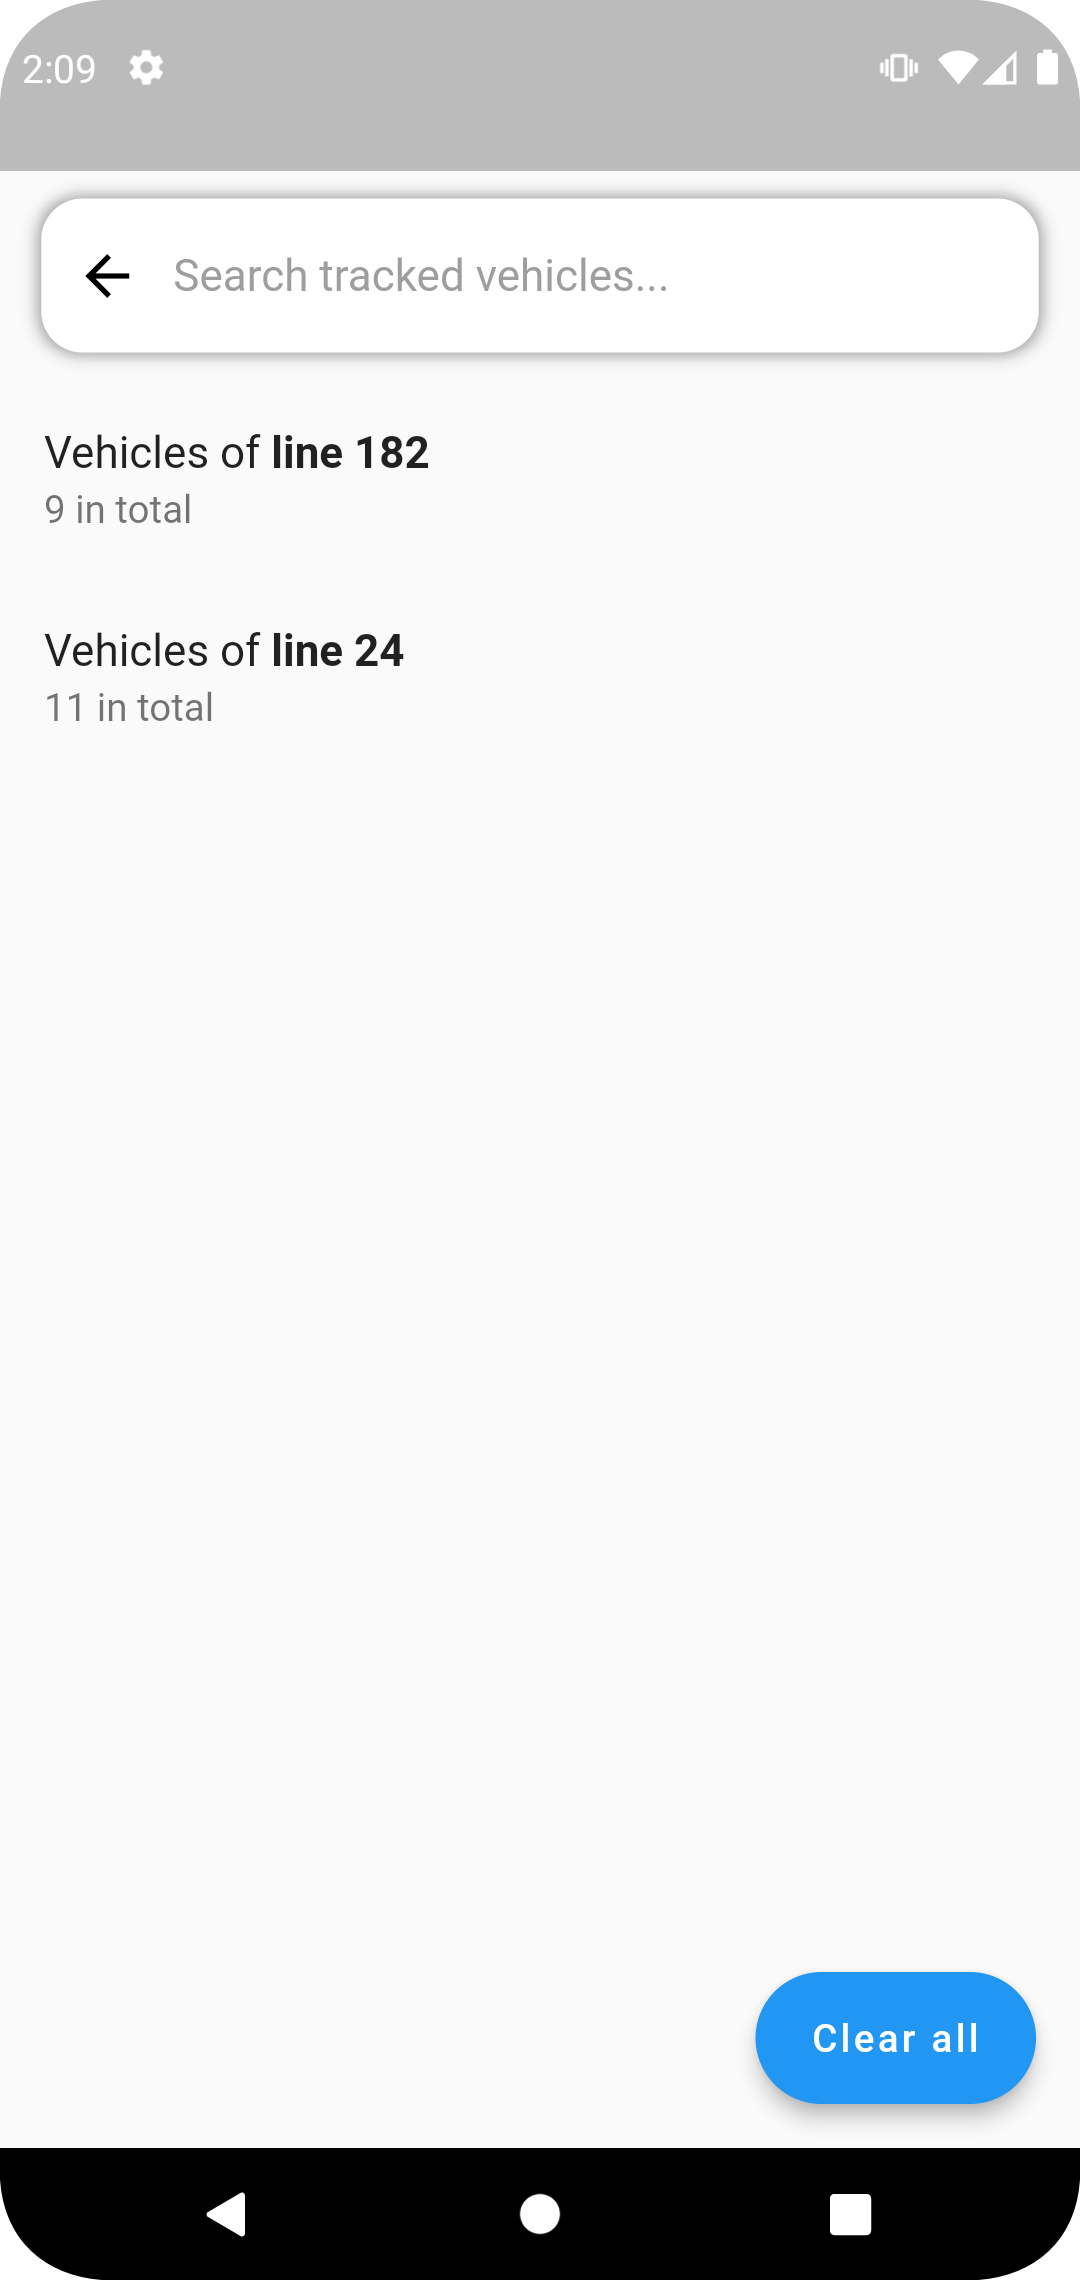 2:09
Search tracked vehicles...
Vehicles of line 182
9 in total
Vehicles of line 24
11 in total
Clear all